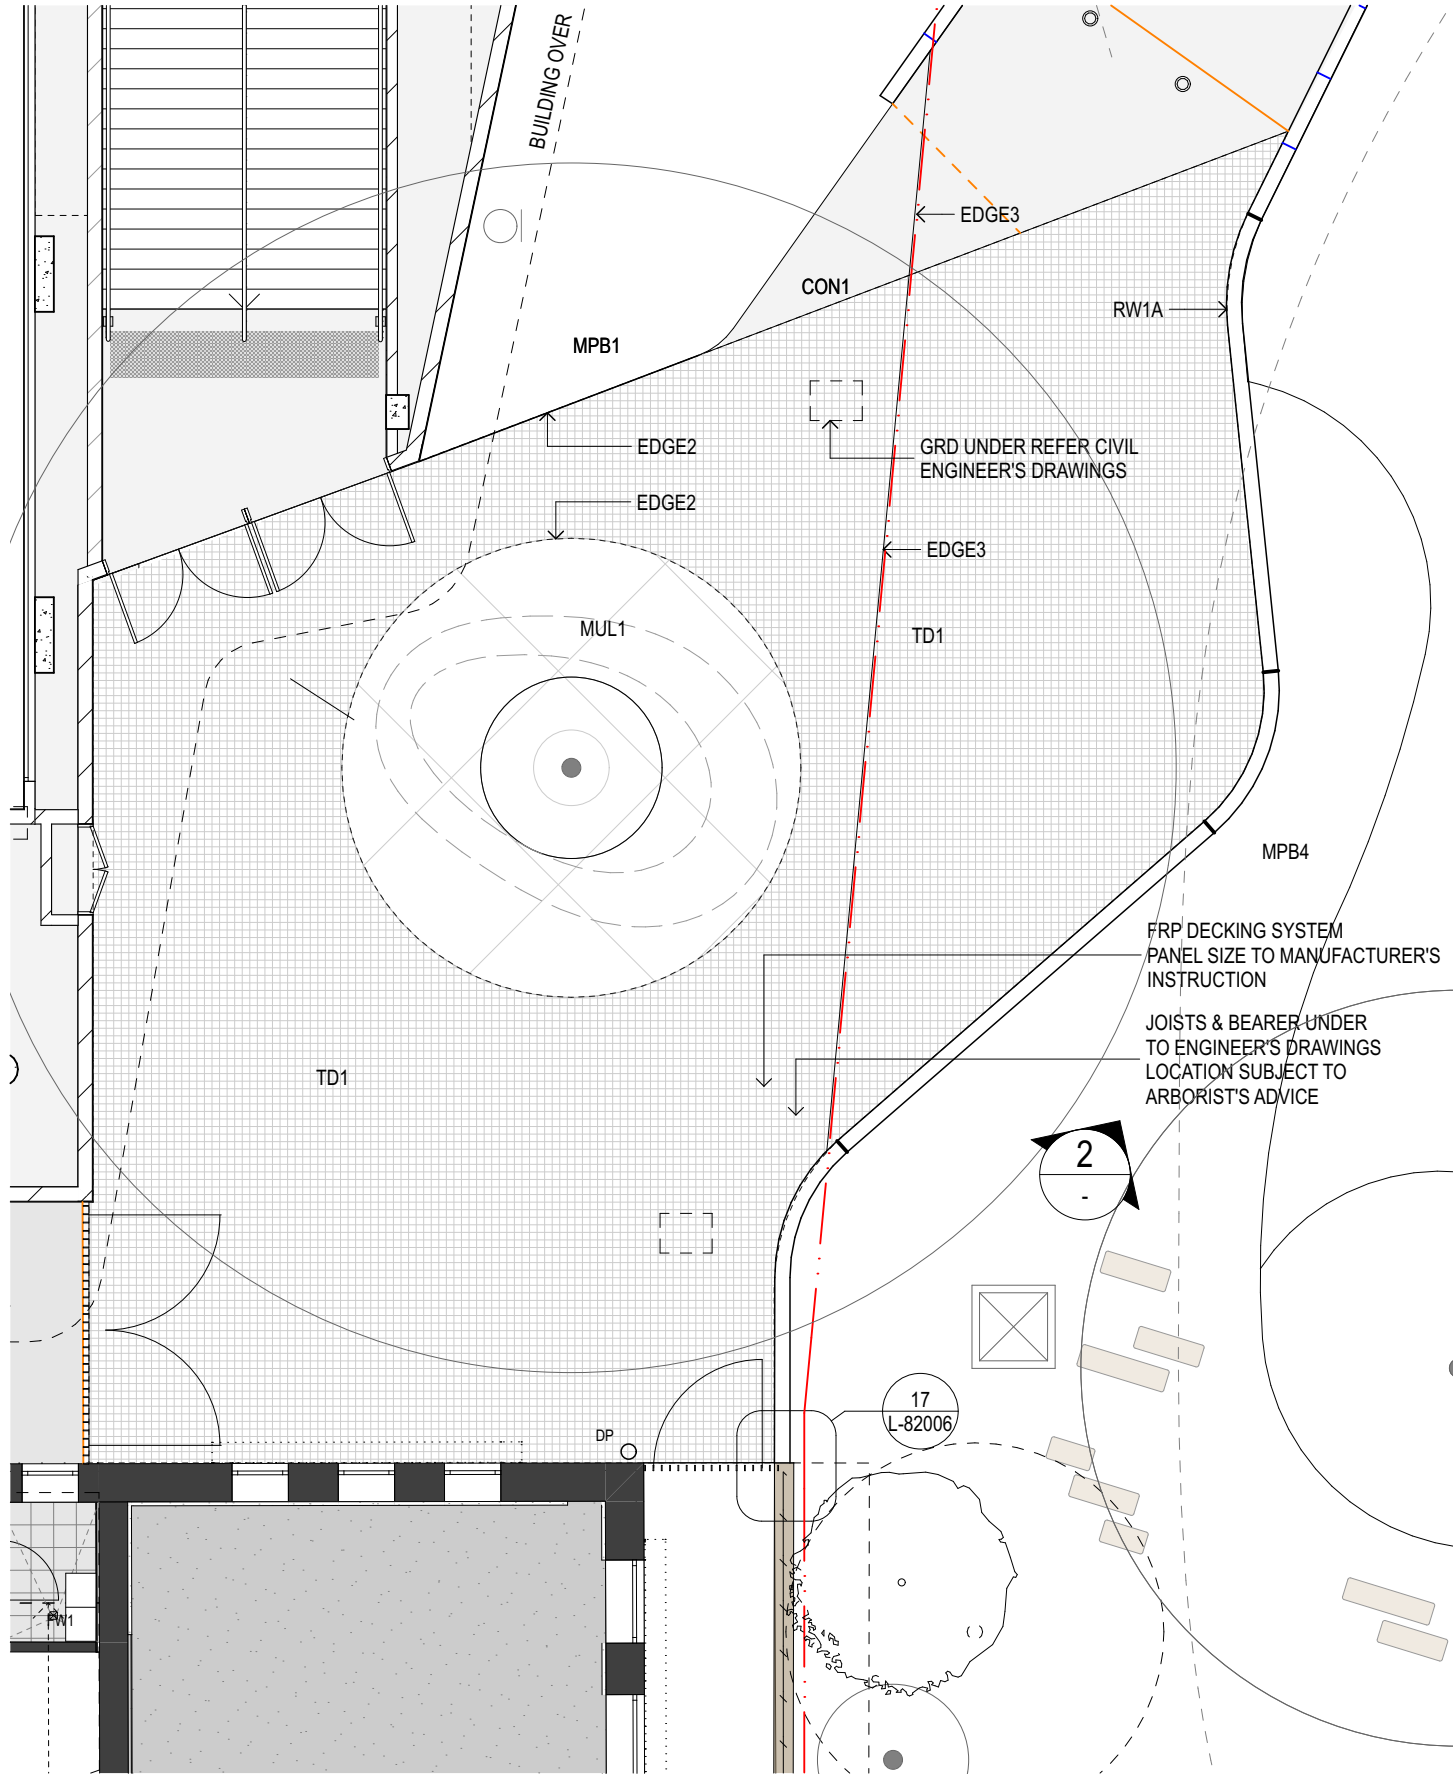 BUILDING OVER
EDGE3
CON1
RW1A
MPB1
EDGE2
GRD UNDER REFER CIVIL
ENGINEER'S DRAWINGS
EDGE2
EDGE3
MUL1
TD1
MPB4
FRP DECKING SYSTEM
PANEL SIZE TO MANUFACTURER'S
INSTRUCTION
JOISTS & BEARER UNDER
TO ENGINEER'S DRAWINGS
LOCATION SUBJECT TO
ARBORIST'S ADVICE
TD1
2
-
17
L-82006
DP